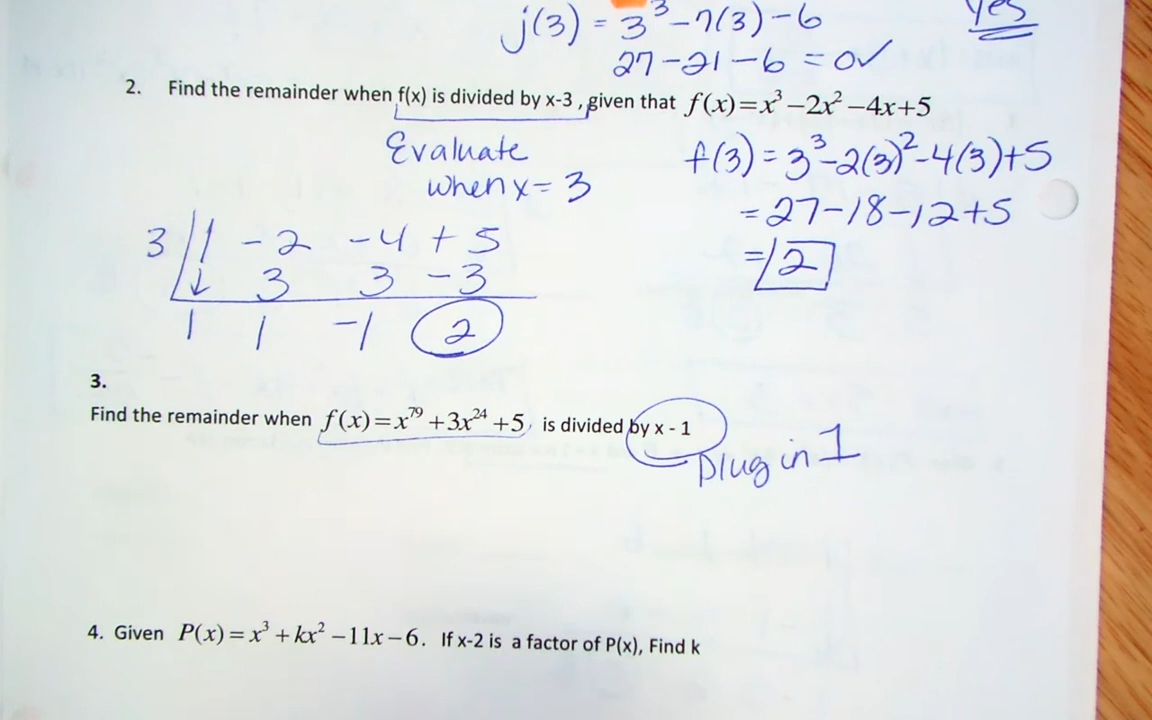 j(3) = 3³ - 7(3) - 6 yes
27 - 21 - 6 = 0✓
2. Find the remainder when f(x) is divided by x-3 , given that f(x)=x³−2x²−4x+5
Evaluate
when x = 3
f(3) = 3³-2(3)²-4(3)+5
= 27-18-12+5
= 2
3 1 -2 -4 + 5
↓ 3 3 -3
1 1 -1 2
3.
Find the remainder when f(x)=x⁷⁹+3x²⁴+5, is divided by x - 1
Plug in 1
4. Given P(x)=x³+kx²−11x−6. If x-2 is a factor of P(x), Find k